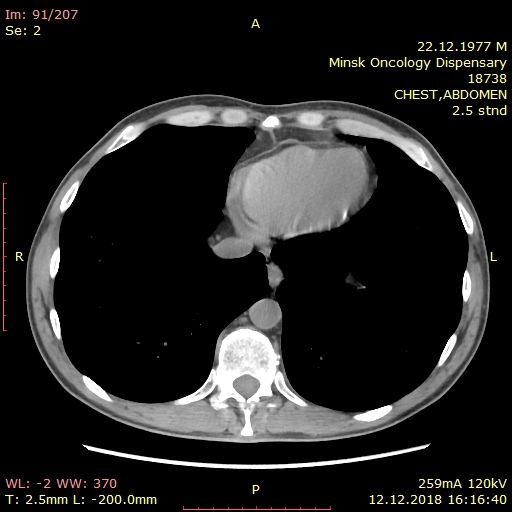 Im: 91/207
Se: 2
A
22.12.1977 M
Minsk Oncology Dispensary
18738
CHEST,ABDOMEN
2.5 stnd
R
L
WL: -2 WW: 370
T: 2.5mm L: -200.0mm
P
259mA 120kV
12.12.2018 16:16:40